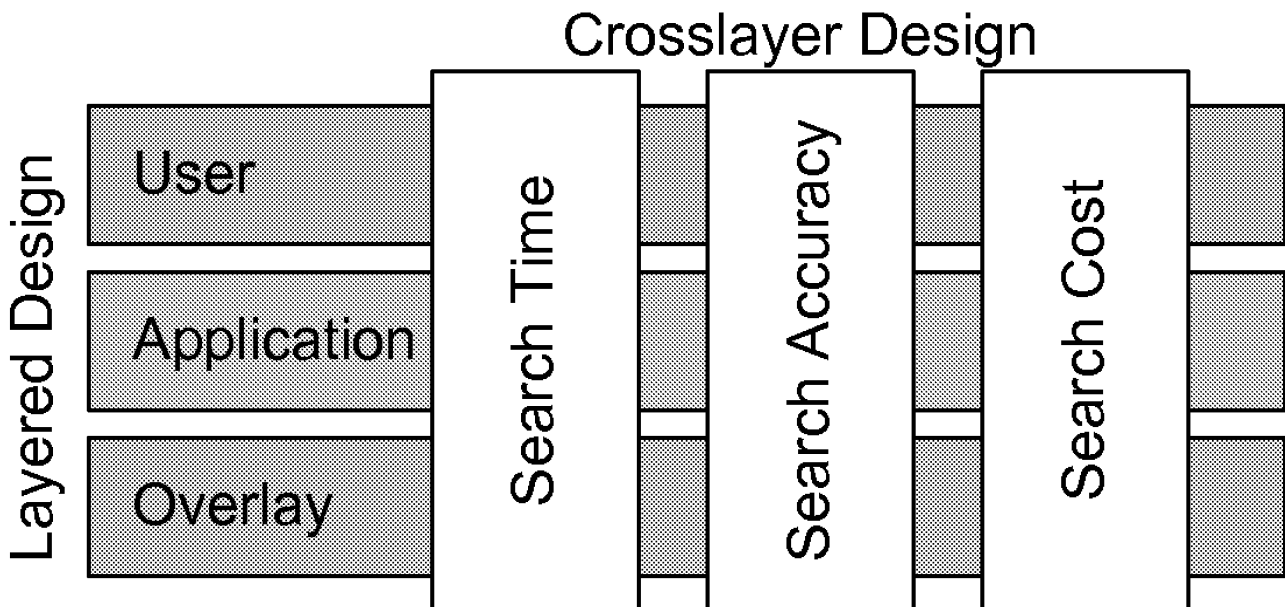 Crosslayer Design
Layered Design
User
Application
Overlay
Search Time
Search Accuracy
Search Cost